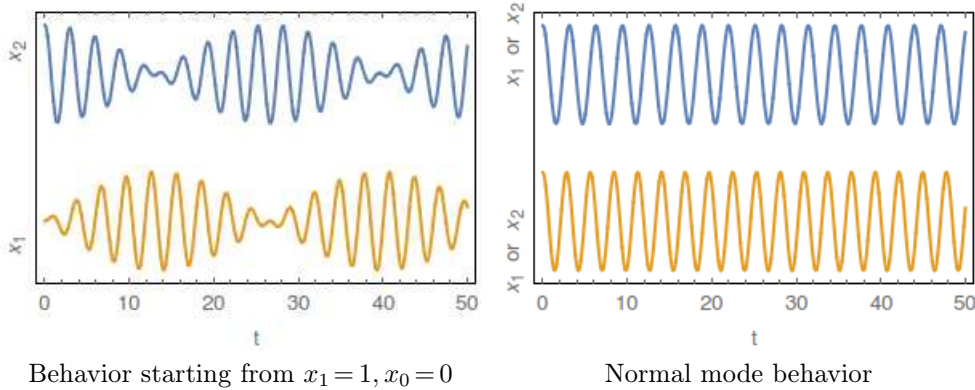 x₂
x₁
0 10 20 30 40 50
t
Behavior starting from x₁ = 1, x₀ = 0
x₁ or x₂
x₁ or x₂
0 10 20 30 40 50
t
Normal mode behavior